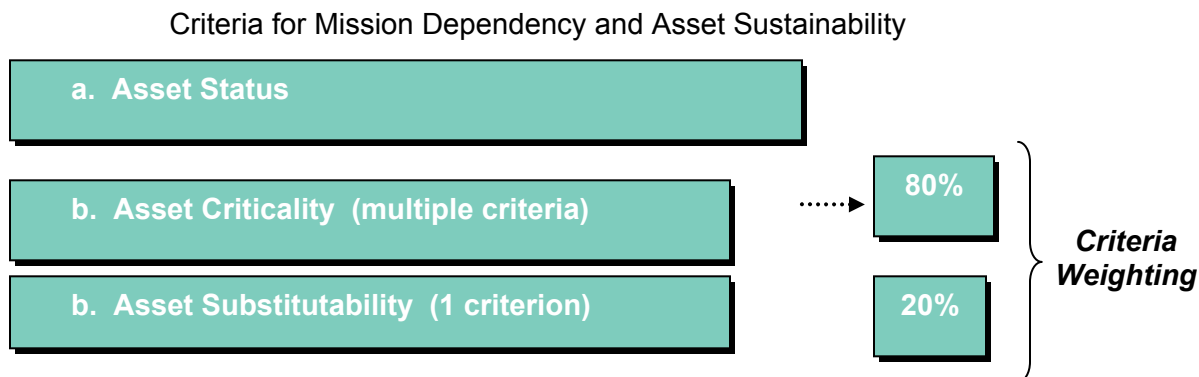 Criteria for Mission Dependency and Asset Sustainability
a. Asset Status
b. Asset Criticality (multiple criteria)
80%
b. Asset Substitutability (1 criterion)
20%
Criteria
Weighting